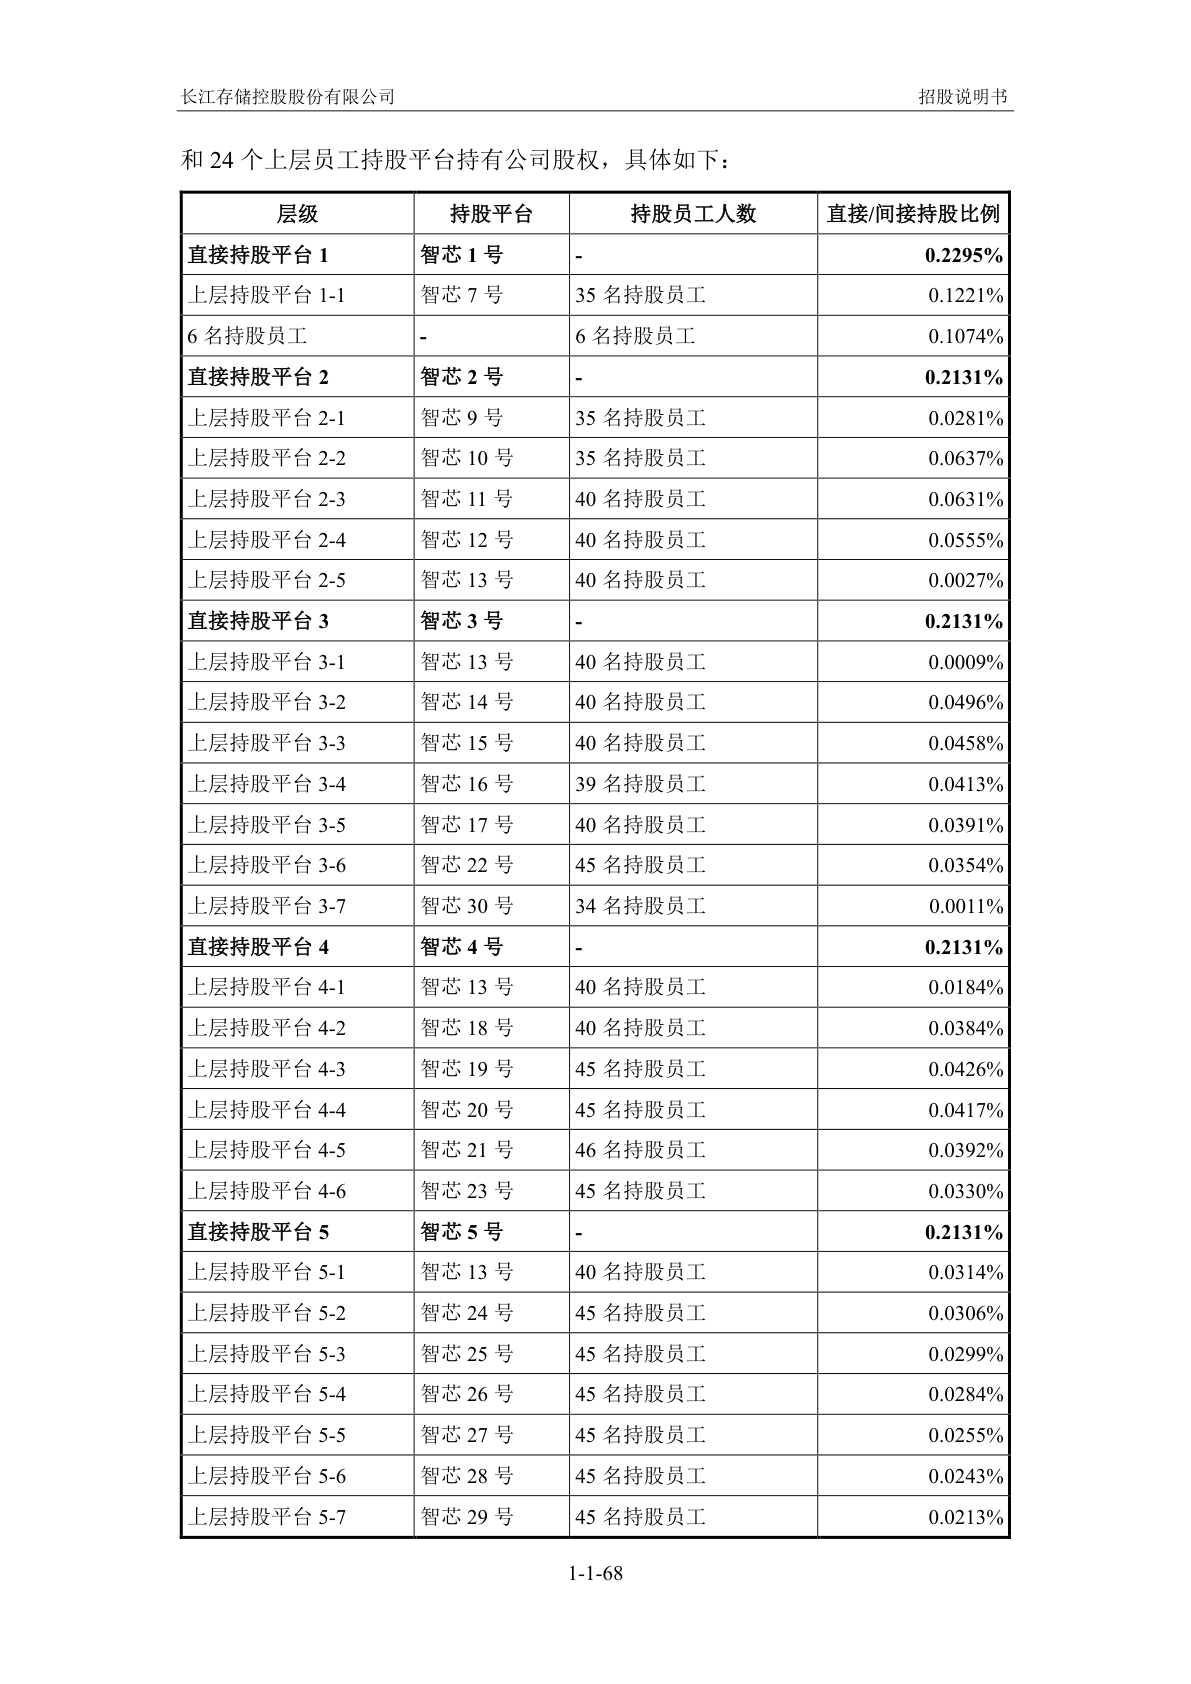 长江存储控股股份有限公司 招股说明书
和 24 个上层员工持股平台持有公司股权，具体如下：
层级 持股平台 持股员工人数 直接/间接持股比例
直接持股平台 1 智芯 1 号 - 0.2295%
上层持股平台 1-1 智芯 7 号 35 名持股员工 0.1221%
6 名持股员工 - 6 名持股员工 0.1074%
直接持股平台 2 智芯 2 号 - 0.2131%
上层持股平台 2-1 智芯 9 号 35 名持股员工 0.0281%
上层持股平台 2-2 智芯 10 号 35 名持股员工 0.0637%
上层持股平台 2-3 智芯 11 号 40 名持股员工 0.0631%
上层持股平台 2-4 智芯 12 号 40 名持股员工 0.0555%
上层持股平台 2-5 智芯 13 号 40 名持股员工 0.0027%
直接持股平台 3 智芯 3 号 - 0.2131%
上层持股平台 3-1 智芯 13 号 40 名持股员工 0.0009%
上层持股平台 3-2 智芯 14 号 40 名持股员工 0.0496%
上层持股平台 3-3 智芯 15 号 40 名持股员工 0.0458%
上层持股平台 3-4 智芯 16 号 39 名持股员工 0.0413%
上层持股平台 3-5 智芯 17 号 40 名持股员工 0.0391%
上层持股平台 3-6 智芯 22 号 45 名持股员工 0.0354%
上层持股平台 3-7 智芯 30 号 34 名持股员工 0.0011%
直接持股平台 4 智芯 4 号 - 0.2131%
上层持股平台 4-1 智芯 13 号 40 名持股员工 0.0184%
上层持股平台 4-2 智芯 18 号 40 名持股员工 0.0384%
上层持股平台 4-3 智芯 19 号 45 名持股员工 0.0426%
上层持股平台 4-4 智芯 20 号 45 名持股员工 0.0417%
上层持股平台 4-5 智芯 21 号 46 名持股员工 0.0392%
上层持股平台 4-6 智芯 23 号 45 名持股员工 0.0330%
直接持股平台 5 智芯 5 号 - 0.2131%
上层持股平台 5-1 智芯 13 号 40 名持股员工 0.0314%
上层持股平台 5-2 智芯 24 号 45 名持股员工 0.0306%
上层持股平台 5-3 智芯 25 号 45 名持股员工 0.0299%
上层持股平台 5-4 智芯 26 号 45 名持股员工 0.0284%
上层持股平台 5-5 智芯 27 号 45 名持股员工 0.0255%
上层持股平台 5-6 智芯 28 号 45 名持股员工 0.0243%
上层持股平台 5-7 智芯 29 号 45 名持股员工 0.0213%
1-1-68